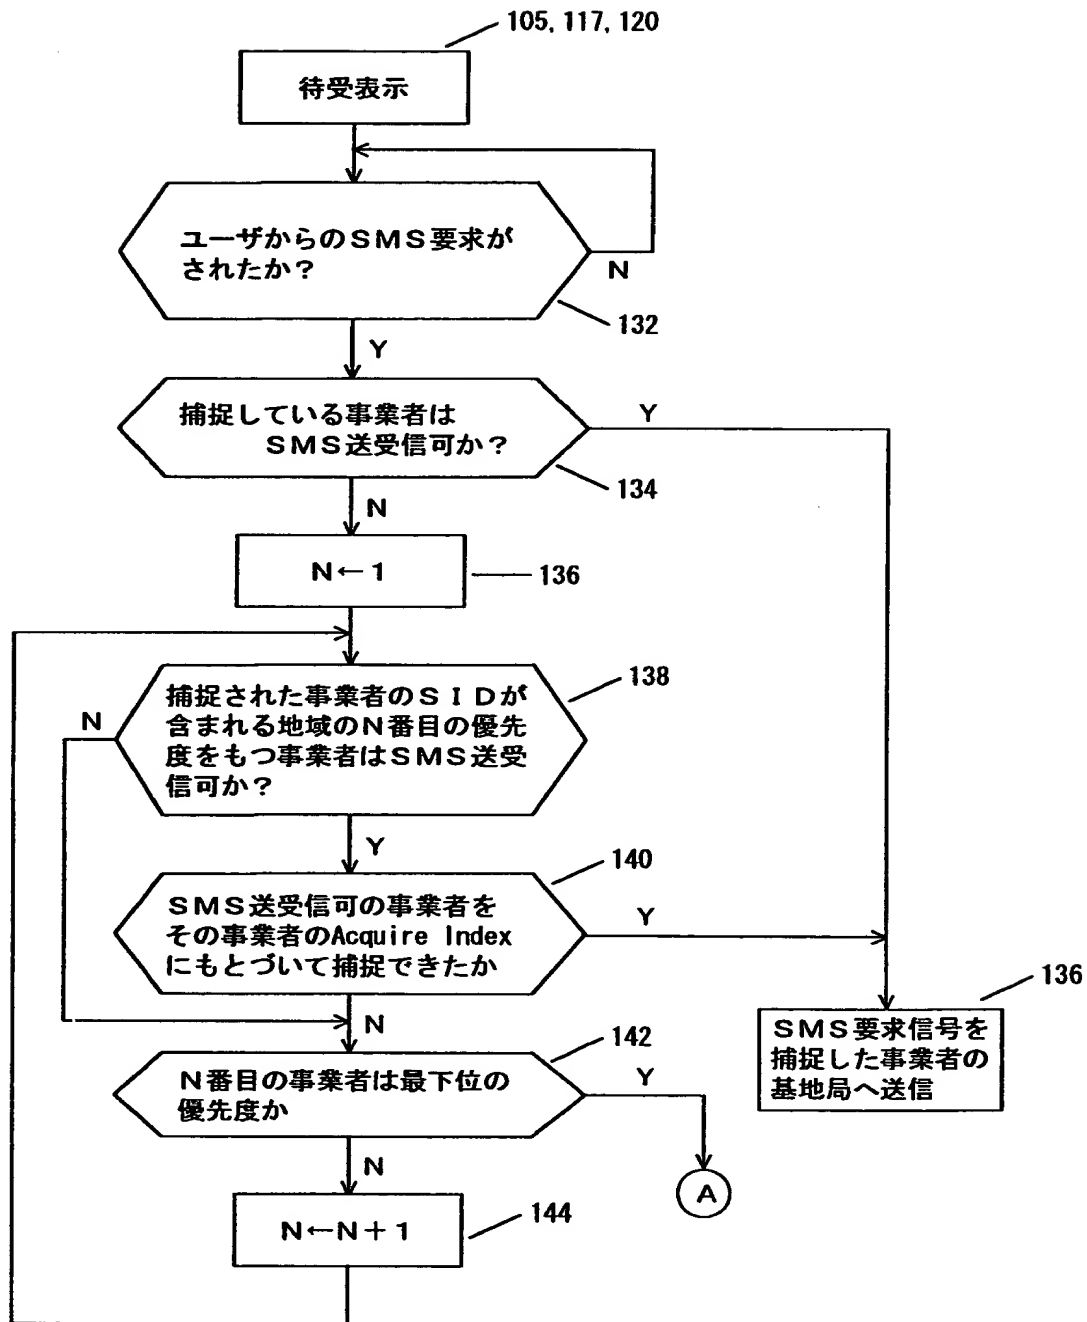 105, 117, 120
待受表示
ユーザからのSMS要求が
されたか?
N
132
Y
捕捉している事業者は
SMS送受信可か?
Y
134
N
N←1
136
138
捕捉された事業者のSIDが
含まれる地域のN番目の優先
度をもつ事業者はSMS送受
信可か?
N
Y
140
SMS送受信可の事業者を
その事業者のAcquire Index
にもとづいて捕捉できたか
Y
N
136
SMS要求信号を
捕捉した事業者の
基地局へ送信
142
N番目の事業者は最下位の
優先度か
Y
N
A
144
N←N+1